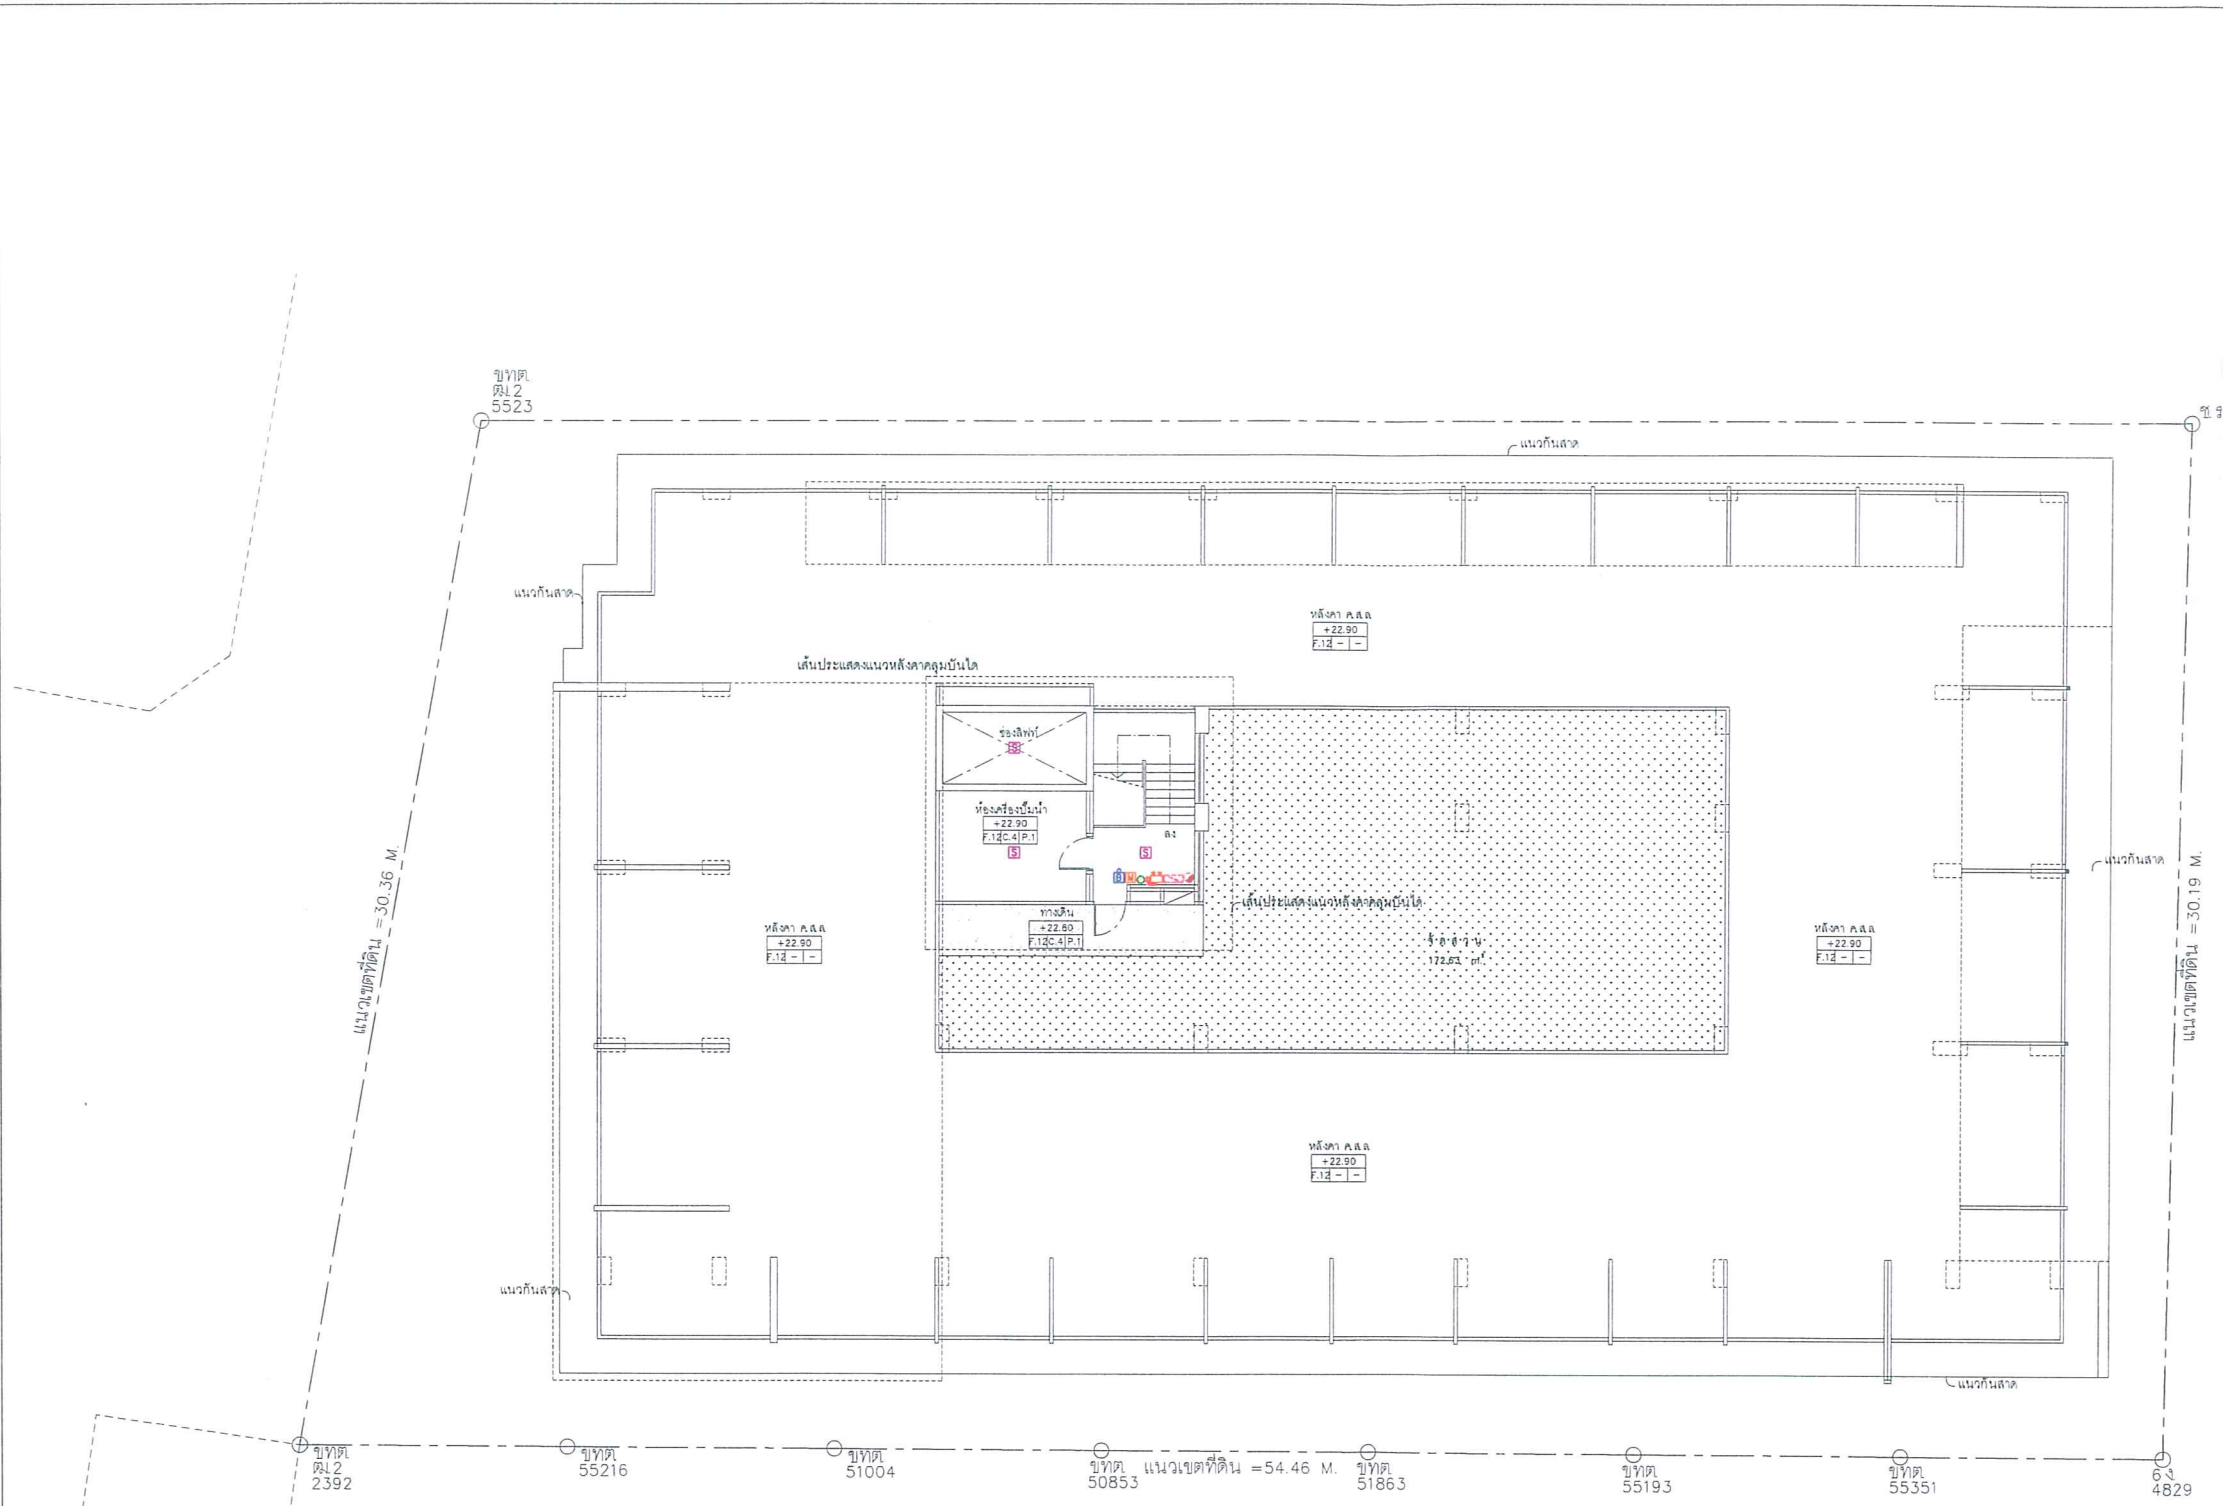 ขทต.
ฒ.2
5523
แนวกันสาด
แนวกันสาด
หลังคา ค.ส.ล
+22.90
F.12 - -
เส้นประแสดงแนวหลังคาคลุมบันได
ช่องลิฟท์
S
ห้องเครื่องปั๊มน้ำ
+22.90
F.12 C.4 P.1
S
ลง
S
B M
แนวเขตที่ดิน =30.36 M.
แนวกันสาด
แนวเขตที่ดิน =30.19 M.
เส้นประแสดงแนวหลังคาคลุมบันได
ทางเดิน
+22.80
F.12 C.4 P.1
หลังคา ค.ส.ล
+22.90
F.12 - -
จัดสวน
172.63
หลังคา ค.ส.ล
+22.90
F.12 - -
หลังคา ค.ส.ล
+22.90
F.12 - -
แนวกันสาด
แนวกันสาด
ขทต.
ฒ.2
2392
ขทต.
55216
ขทต.
51004
ขทต.
50853
แนวเขตที่ดิน =54.46 M.
ขทต.
51863
ขทต.
55193
ขทต.
55351
4829